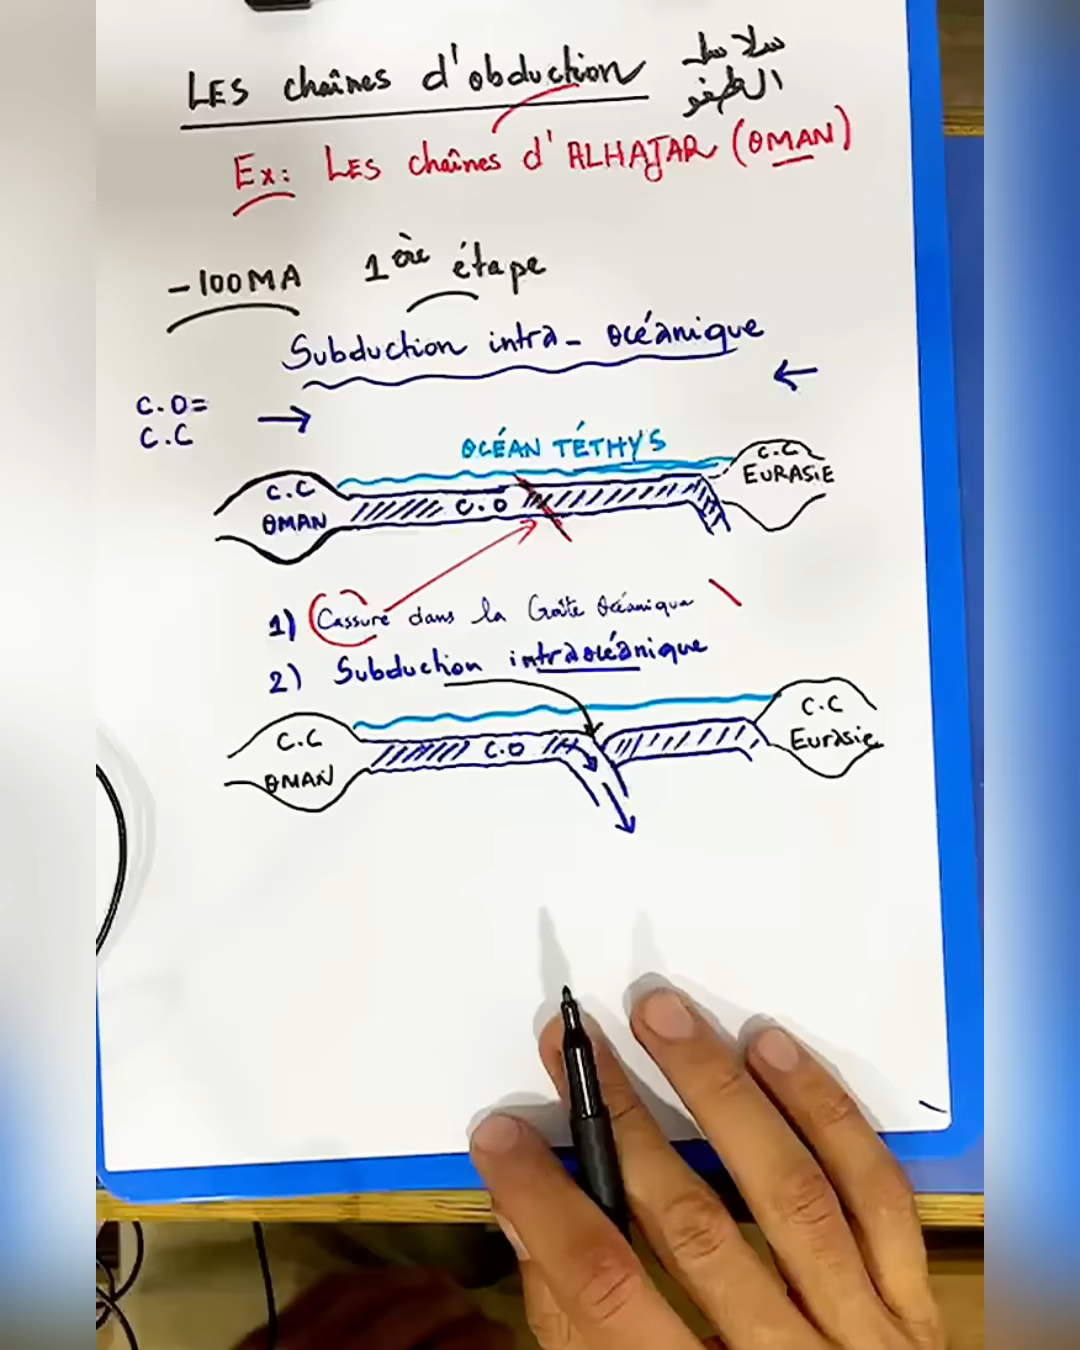 LES chaînes d'obduction سلاسل الطفو
Ex: LES chaînes d'ALHAJAR (OMAN)
-100MA 1ère étape
Subduction intra-océanique
C.O=
C.C
OCÉAN TÉTHYS
C.C
OMAN
C.O
C.C
EURASIE
1) Cassure dans la Croûte Océanique
2) Subduction intraocéanique
C.C
OMAN
C.O
C.C
Eurasie